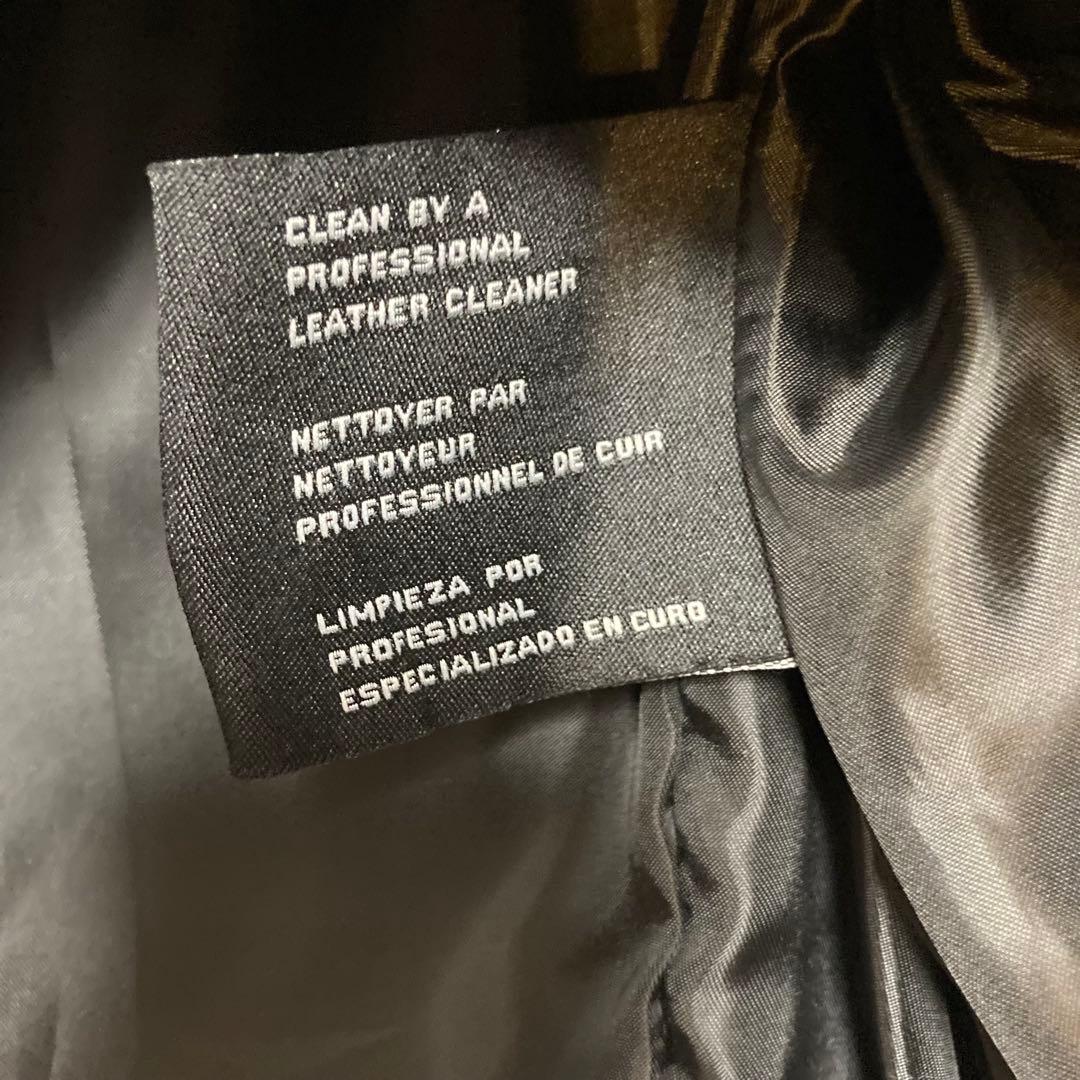 CLEAN BY A
PROFESSIONAL
LEATHER CLEANER
NETTOYER PAR
NETTOYEUR
PROFESSIONNEL DE CUIR
LIMPIEZA POR
PROFESIONAL
ESPECIALIZADO EN CURO